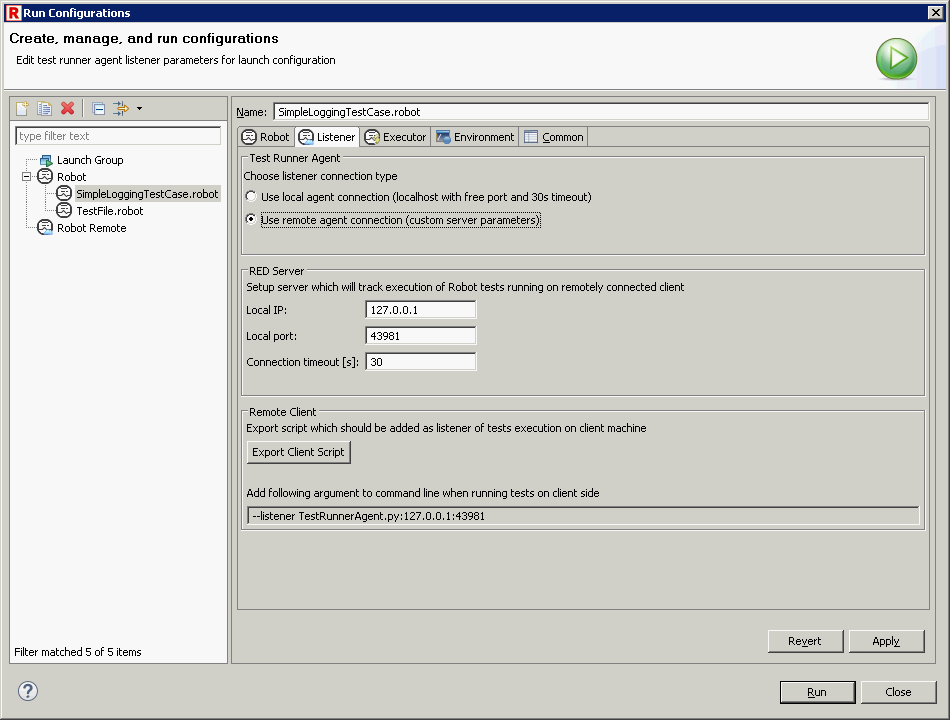 R Run Configurations
Create, manage, and run configurations
Edit test runner agent listener parameters for launch configuration
Name: SimpleLoggingTestCase.robot
type filter text
Launch Group
Robot
SimpleLoggingTestCase.robot
TestFile.robot
Robot Remote
Filter matched 5 of 5 items
Robot Listener Executor Environment Common
Test Runner Agent
Choose listener connection type
Use local agent connection (localhost with free port and 30s timeout)
Use remote agent connection (custom server parameters)
RED Server
Setup server which will track execution of Robot tests running on remotely connected client
Local IP: 127.0.0.1
Local port: 43981
Connection timeout [s]: 30
Remote Client
Export script which should be added as listener of tests execution on client machine
Export Client Script
Add following argument to command line when running tests on client side
--listener TestRunnerAgent.py:127.0.0.1:43981
Revert Apply
? Run Close